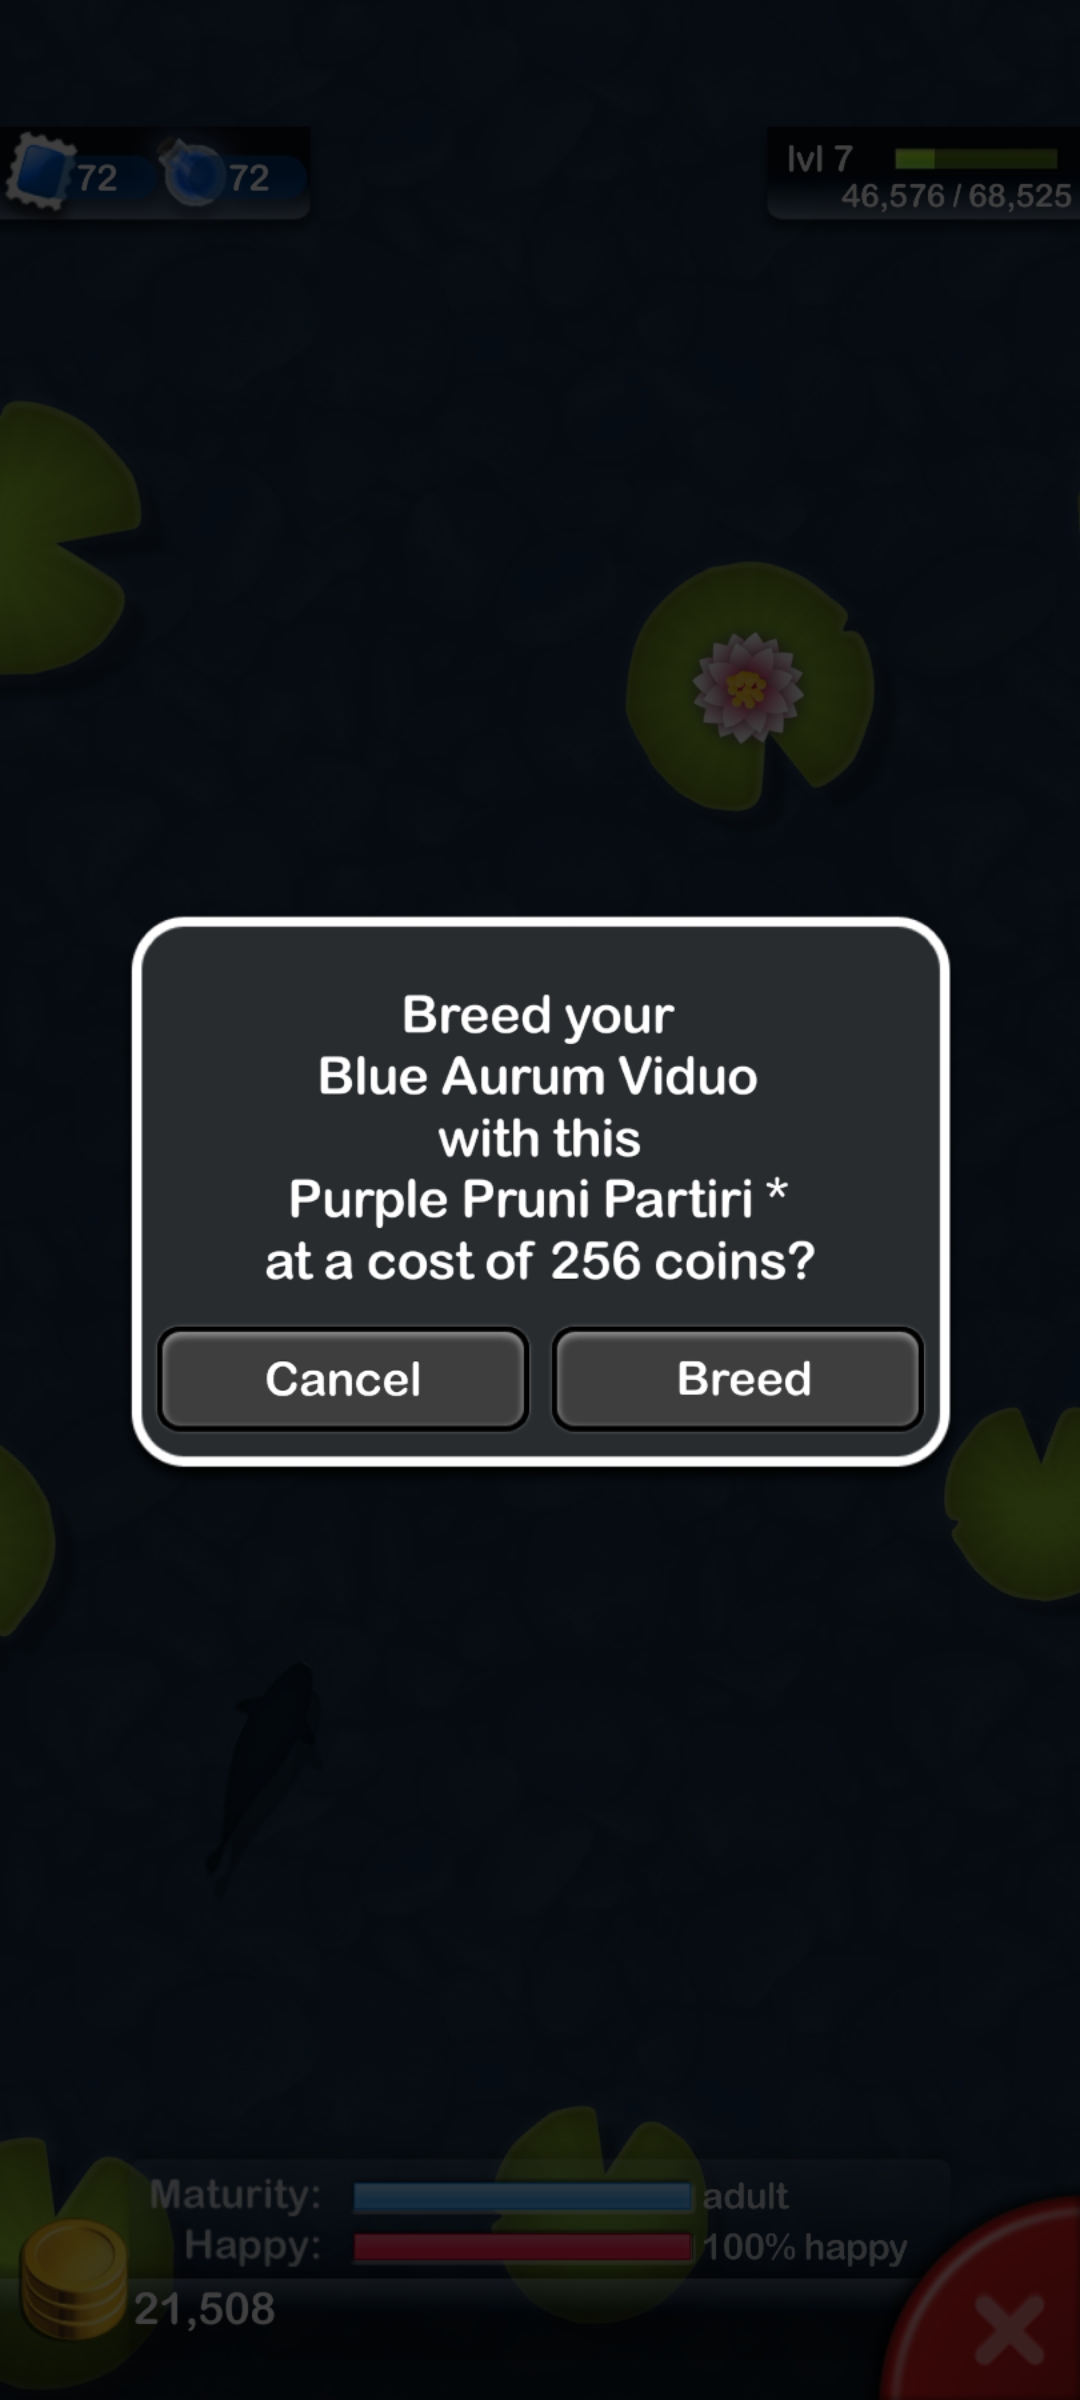 72 72
lvl 7
46,576 / 68,525
Breed your
Blue Aurum Viduo
with this
Purple Pruni Partiri *
at a cost of 256 coins?
Cancel Breed
Maturity: adult
Happy: 100% happy
21,508